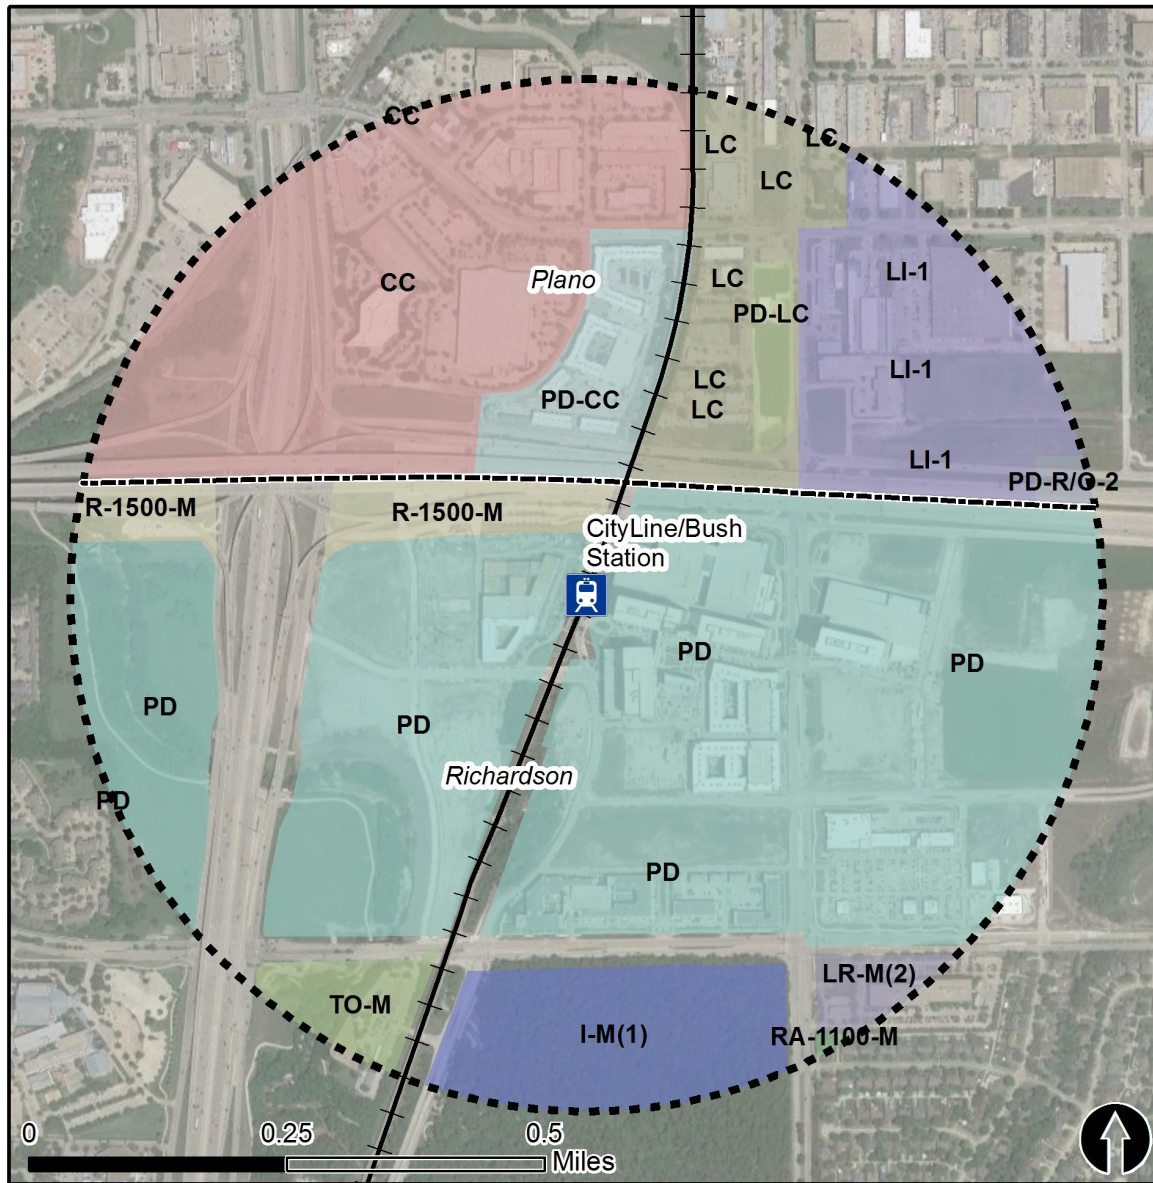 CC
LC
LC
LC
CC
Plano
LC
LI-1
PD-LC
LI-1
LC
PD-CC
LC
LI-1
PD-R/O-2
R-1500-M
R-1500-M
CityLine/Bush
Station
PD
PD
PD
PD
Richardson
PD
PD
LR-M(2)
TO-M
I-M(1)
RA-1100-M
0
0.25
0.5
Miles